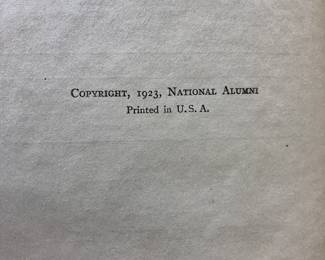 Copyright, 1923, National Alumni
Printed in U. S. A.